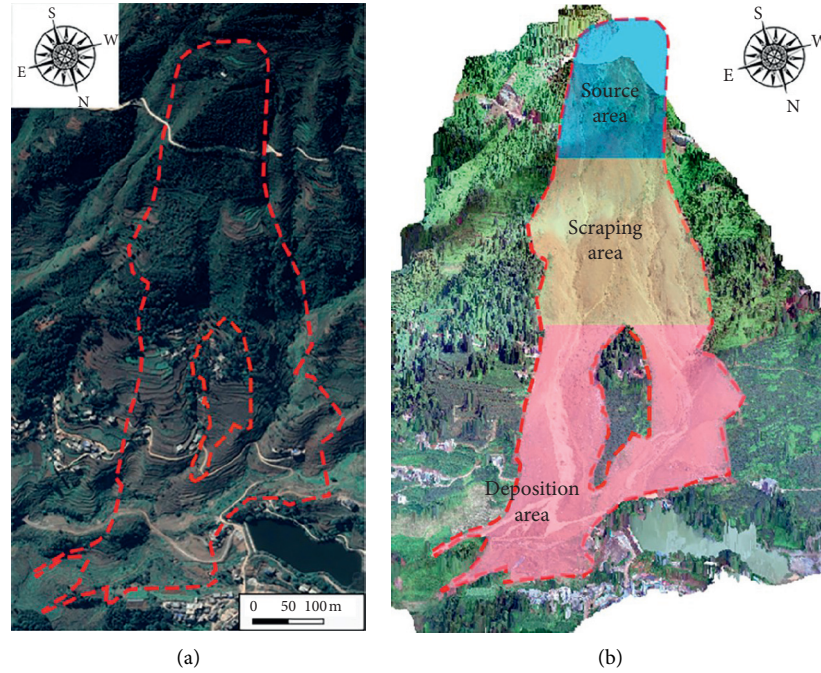 S
W
E
N
S
W
E
N
Source
area
Scraping
area
Deposition
area
0 50 100 m
(a)
(b)